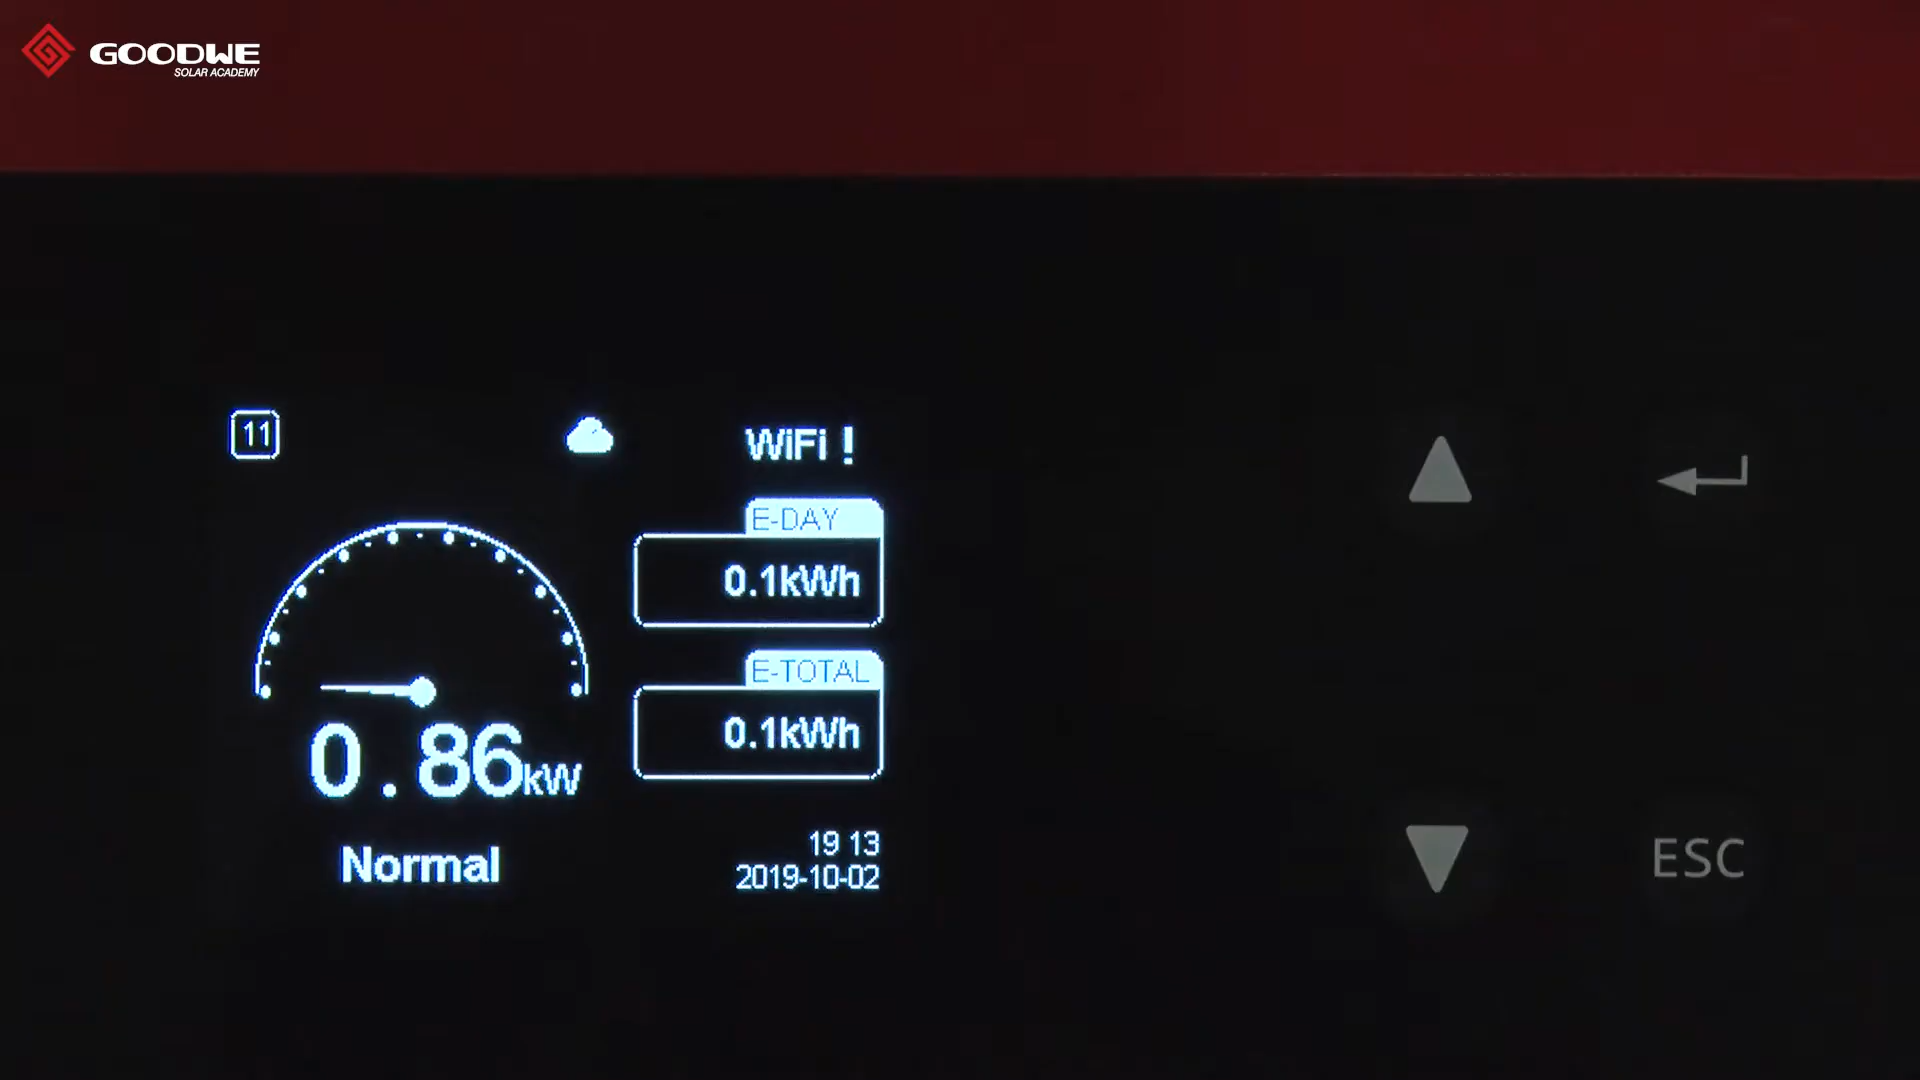 GOODWE
SOLAR ACADEMY
11
WiFi !
E-DAY
0.1kWh
E-TOTAL
0.1kWh
0.86kW
Normal
19 13
2019-10-02
ESC